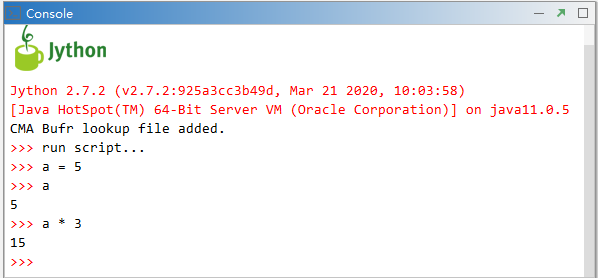 Console
Jython
Jython 2.7.2 (v2.7.2:925a3cc3b49d, Mar 21 2020, 10:03:58)
[Java HotSpot(TM) 64-Bit Server VM (Oracle Corporation)] on java11.0.5
CMA Bufr lookup file added.
>>> run script...
>>> a = 5
>>> a
5
>>> a * 3
15
>>>